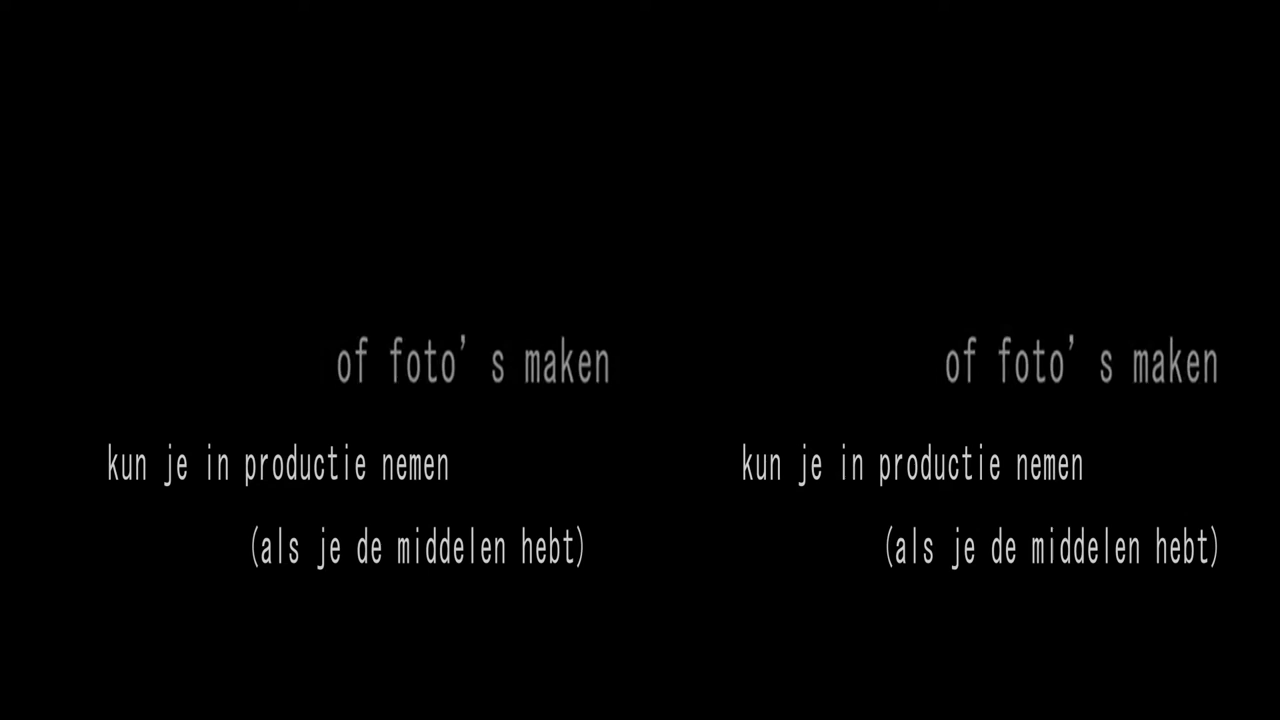 of foto's maken
kun je in productie nemen
(als je de middelen hebt)
of foto's maken
kun je in productie nemen
(als je de middelen hebt)